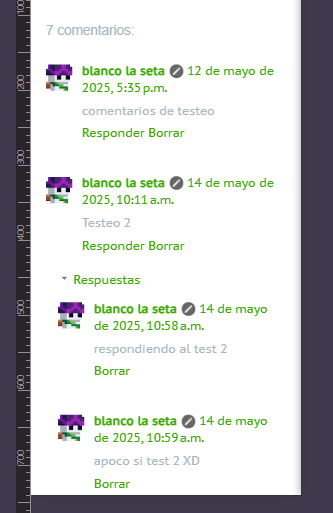 7 comentarios:
blanco la seta 12 de mayo de
2025, 5:35 p.m.
comentarios de testeo
Responder Borrar
blanco la seta 14 de mayo de
2025, 10:11 a.m.
Testeo 2
Responder Borrar
Respuestas
blanco la seta 14 de mayo
de 2025, 10:58 a.m.
respondiendo al test 2
Borrar
blanco la seta 14 de mayo
de 2025, 10:59 a.m.
apoco si test 2 XD
Borrar
100
200
300
400
500
600
700